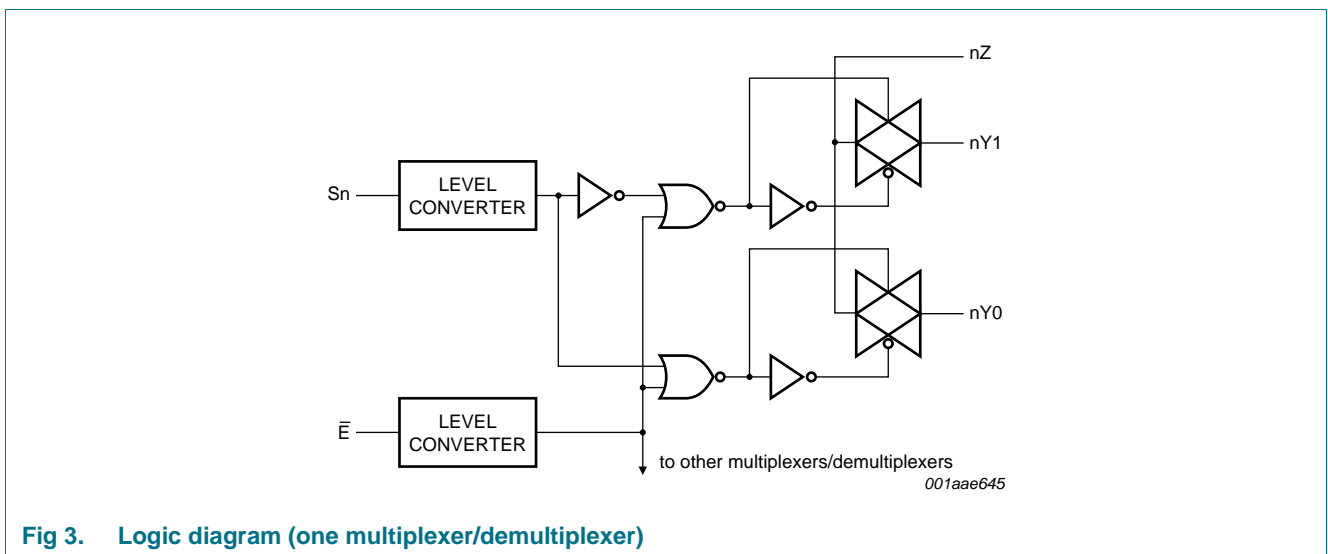 nZ
nY1
Sn
LEVEL
CONVERTER
nY0
E̅
LEVEL
CONVERTER
to other multiplexers/demultiplexers
001aae645
Fig 3. Logic diagram (one multiplexer/demultiplexer)